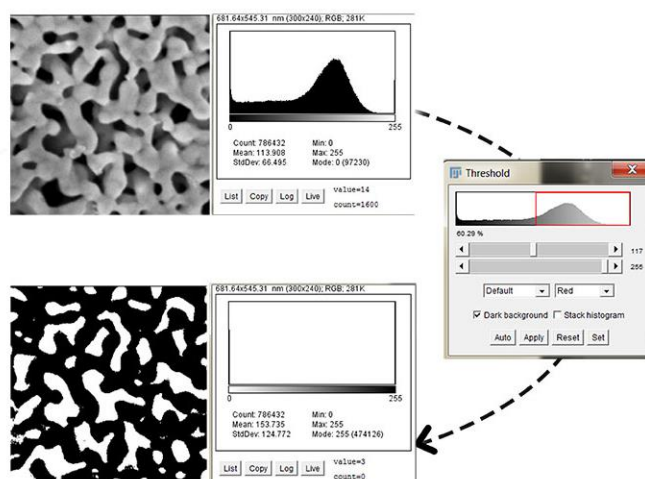 681.64x545.31 nm (300x240); RGB; 281K
0 255
Count: 786432 Min: 0
Mean: 113.908 Max: 255
StdDev: 66.495 Mode: 0 (97230)
List Copy Log Live value=14
count=1600
Threshold
60.29 %
117
255
Default Red
Dark background Stack histogram
Auto Apply Reset Set
681.64x545.31 nm (300x240); RGB; 281K
0 255
Count: 786432 Min: 0
Mean: 153.735 Max: 255
StdDev: 124.772 Mode: 255 (474126)
List Copy Log Live value=3
count=0